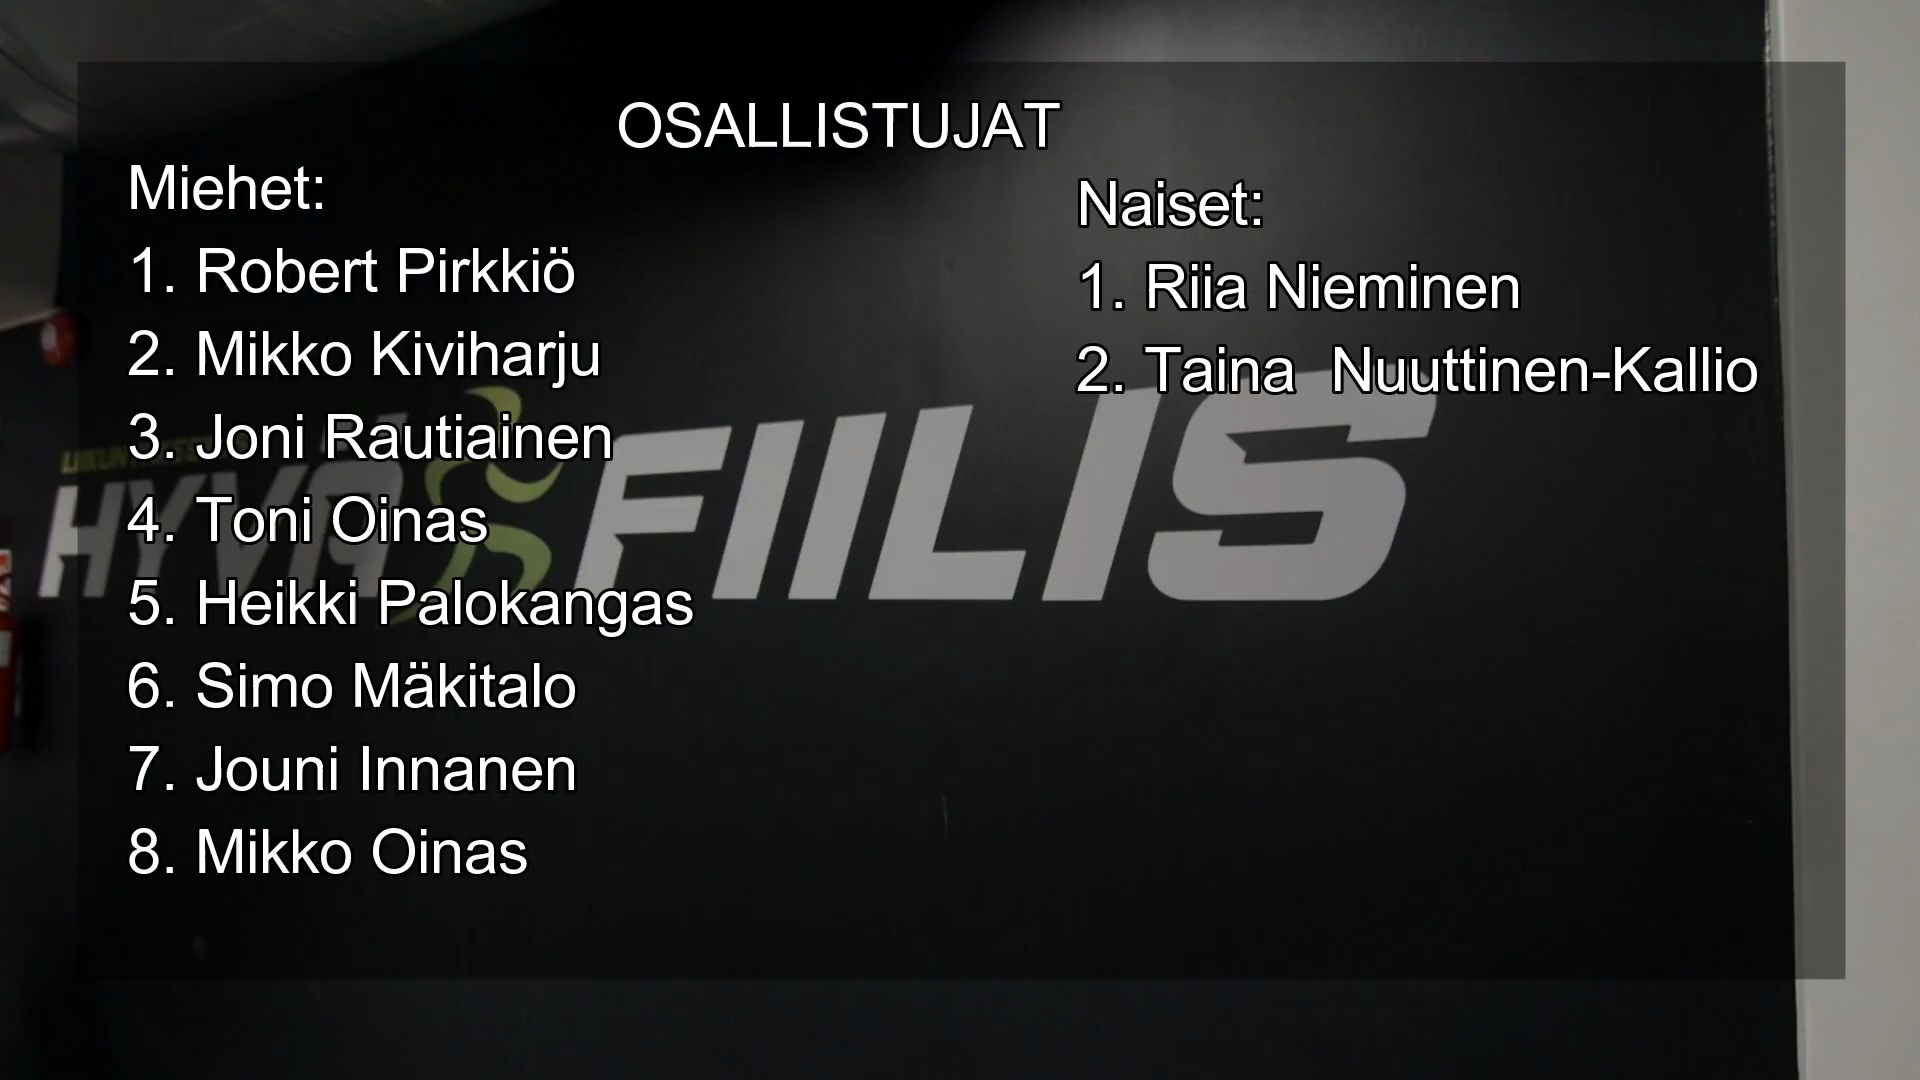 OSALLISTUJAT
Miehet:
1. Robert Pirkkiö
2. Mikko Kiviharju
3. Joni Rautiainen
4. Toni Oinas
5. Heikki Palokangas
6. Simo Mäkitalo
7. Jouni Innanen
8. Mikko Oinas
Naiset:
1. Riia Nieminen
2. Taina  Nuuttinen-Kallio
HYVÄ FIILIS